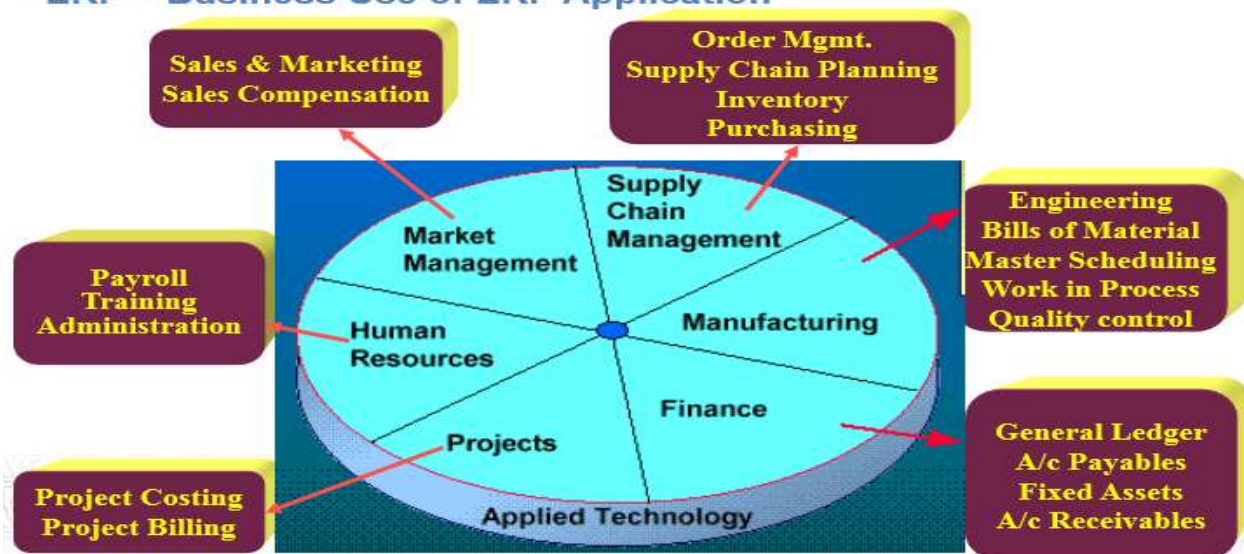 Sales & Marketing
Sales Compensation
Order Mgmt.
Supply Chain Planning
Inventory
Purchasing
Supply
Chain
Management
Market
Management
Engineering
Bills of Material
Master Scheduling
Work in Process
Quality control
Payroll
Training
Administration
Human
Resources
Manufacturing
Finance
Projects
General Ledger
A/c Payables
Fixed Assets
A/c Receivables
Project Costing
Project Billing
Applied Technology